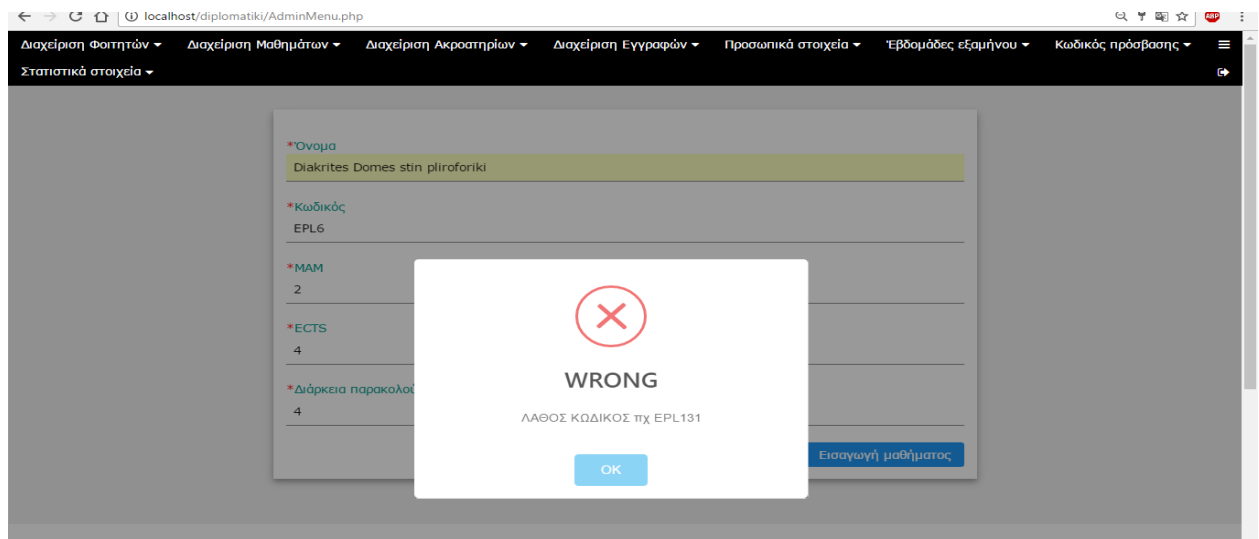 localhost/diplomatiki/AdminMenu.php
ABP
Διαχείριση Φοιτητών Διαχείριση Μαθημάτων Διαχείριση Ακροατηρίων Διαχείριση Εγγραφών Προσωπικά στοιχεία Έβδομάδες εξαμήνου Κωδικός πρόσβασης
Στατιστικά στοιχεία
*Όνομα
Diakrites Domes stin pliroforiki
*Κωδικός
EPL6
*ΜΑΜ
2
*ECTS
4
*Διάρκεια
4
WRONG
ΛΑΘΟΣ ΚΩΔΙΚΟΣ πχ EPL131
OK
Εισαγωγή μαθήματος